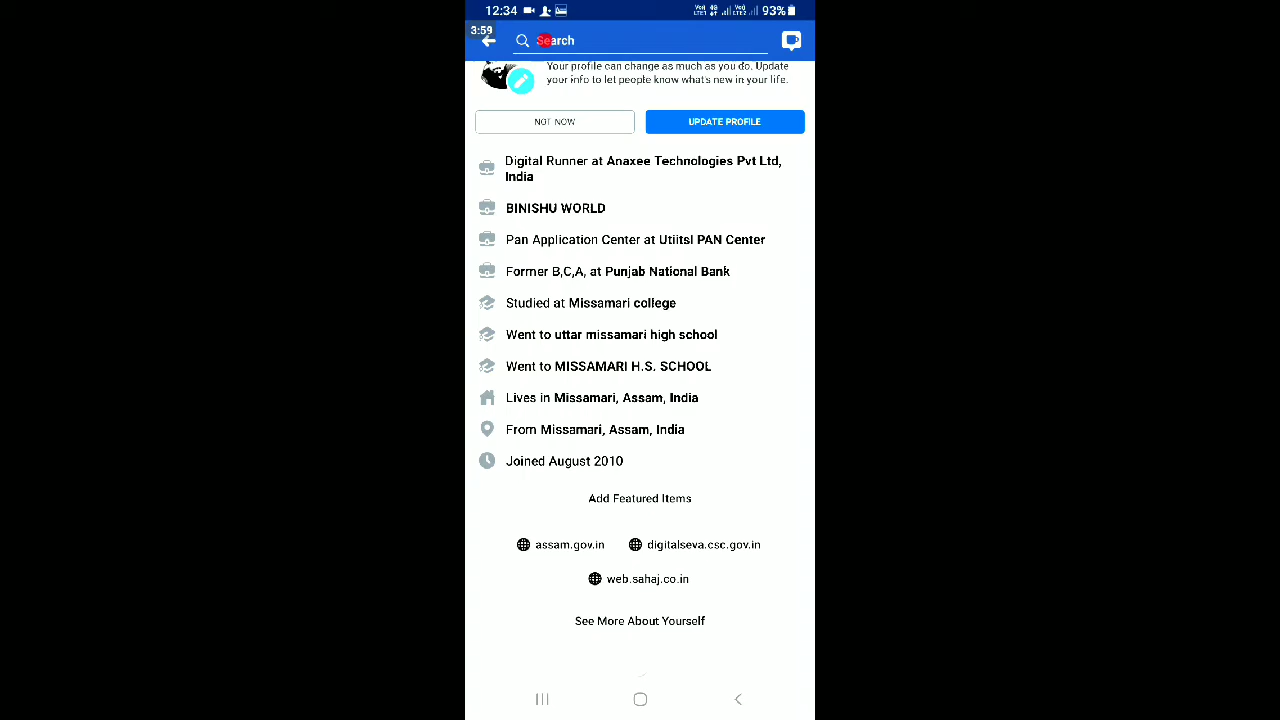 12:34 93%
3:59
Search
Your profile can change as much as you do. Update
your info to let people know what's new in your life.
NOT NOW UPDATE PROFILE
Digital Runner at Anaxee Technologies Pvt Ltd,
India
BINISHU WORLD
Pan Application Center at Utiitsl PAN Center
Former B,C,A, at Punjab National Bank
Studied at Missamari college
Went to uttar missamari high school
Went to MISSAMARI H.S. SCHOOL
Lives in Missamari, Assam, India
From Missamari, Assam, India
Joined August 2010
Add Featured Items
assam.gov.in digitalseva.csc.gov.in
web.sahaj.co.in
See More About Yourself